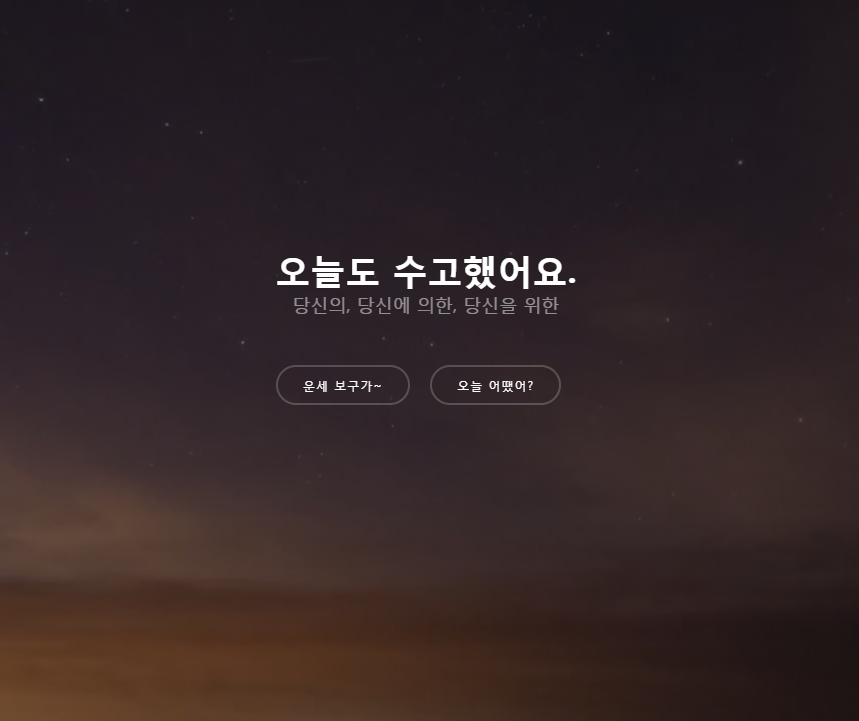 오늘도 수고했어요.
당신의, 당신에 의한, 당신을 위한
운세 보구가~
오늘 어땠어?